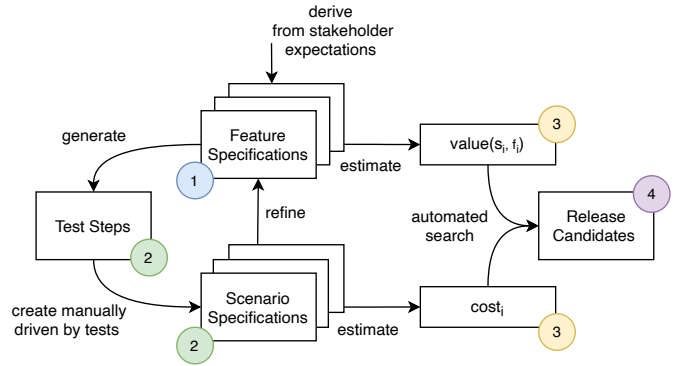 derive
from stakeholder
expectations
generate
Feature
Specifications
1
estimate
value(sᵢ, fᵢ)
3
Test Steps
2
refine
automated
search
Release
Candidates
4
create manually
driven by tests
Scenario
Specifications
2
estimate
costᵢ
3